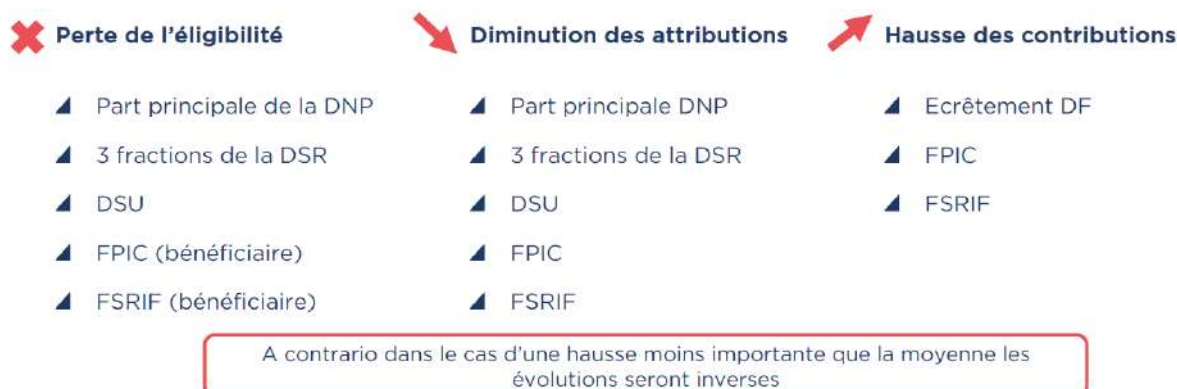 Perte de l'éligibilité
Part principale de la DNP
3 fractions de la DSR
DSU
FPIC (bénéficiaire)
FSRIF (bénéficiaire)
Diminution des attributions
Part principale DNP
3 fractions de la DSR
DSU
FPIC
FSRIF
Hausse des contributions
Ecrêtement DF
FPIC
FSRIF
A contrario dans le cas d'une hausse moins importante que la moyenne les
évolutions seront inverses